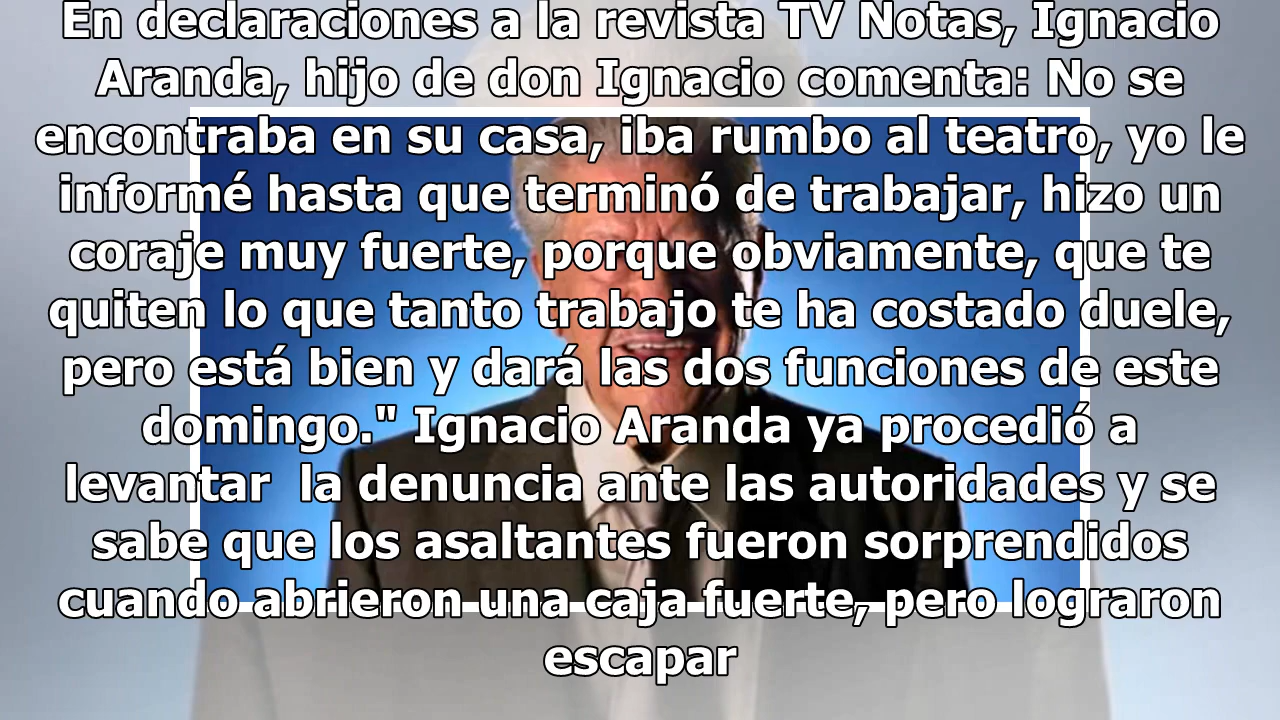 En declaraciones a la revista TV Notas, Ignacio
Aranda, hijo de don Ignacio comenta: No se
encontraba en su casa, iba rumbo al teatro, yo le
informé hasta que terminó de trabajar, hizo un
coraje muy fuerte, porque obviamente, que te
quiten lo que tanto trabajo te ha costado duele,
pero está bien y dará las dos funciones de este
domingo." Ignacio Aranda ya procedió a
levantar  la denuncia ante las autoridades y se
sabe que los asaltantes fueron sorprendidos
cuando abrieron una caja fuerte, pero lograron
escapar